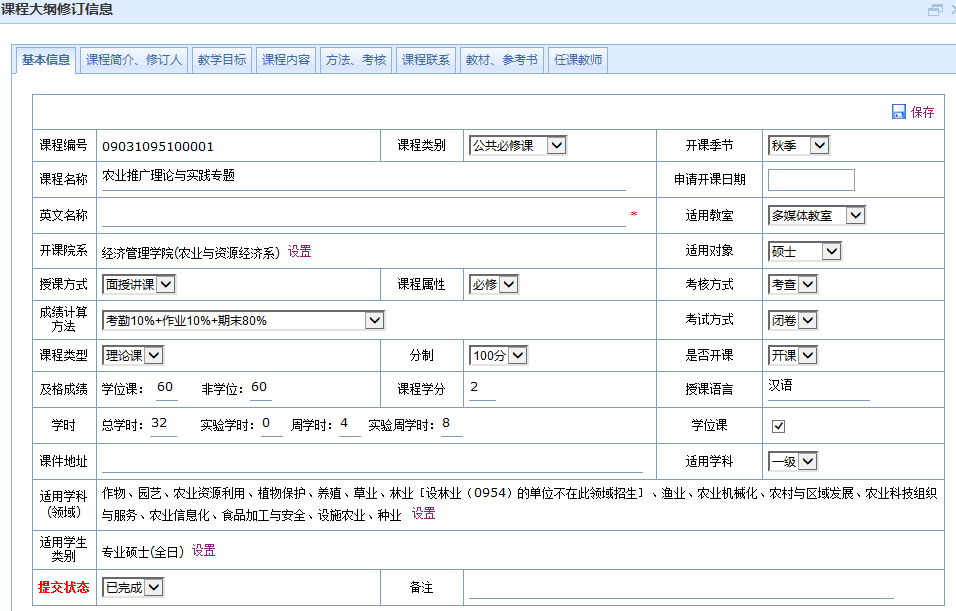 课程大纲修订信息
基本信息 课程简介、修订人 教学目标 课程内容 方法、考核 课程联系 教材、参考书 任课教师
保存
课程编号 09031095100001 课程类别 公共必修课 开课季节 秋季
课程名称 农业推广理论与实践专题 申请开课日期
英文名称 * 适用教室 多媒体教室
开课院系 经济管理学院(农业与资源经济系) 设置 适用对象 硕士
授课方式 面授讲课 课程属性 必修 考核方式 考查
成绩计算
方法 考勤10%+作业10%+期末80% 考试方式 闭卷
课程类型 理论课 分制 100分 是否开课 开课
及格成绩 学位课： 60 非学位： 60 课程学分 2 授课语言 汉语
学时 总学时： 32 实验学时： 0 周学时： 4 实验周学时： 8 学位课
课件地址 适用学科 一级
适用学科
（领域） 作物、园艺、农业资源利用、植物保护、养殖、草业、林业［设林业（0954）的单位不在此领域招生］、渔业、农业机械化、农村与区域发展、农业科技组织
与服务、农业信息化、食品加工与安全、设施农业、种业 设置
适用学生
类别 专业硕士(全日) 设置
提交状态 已完成 备注